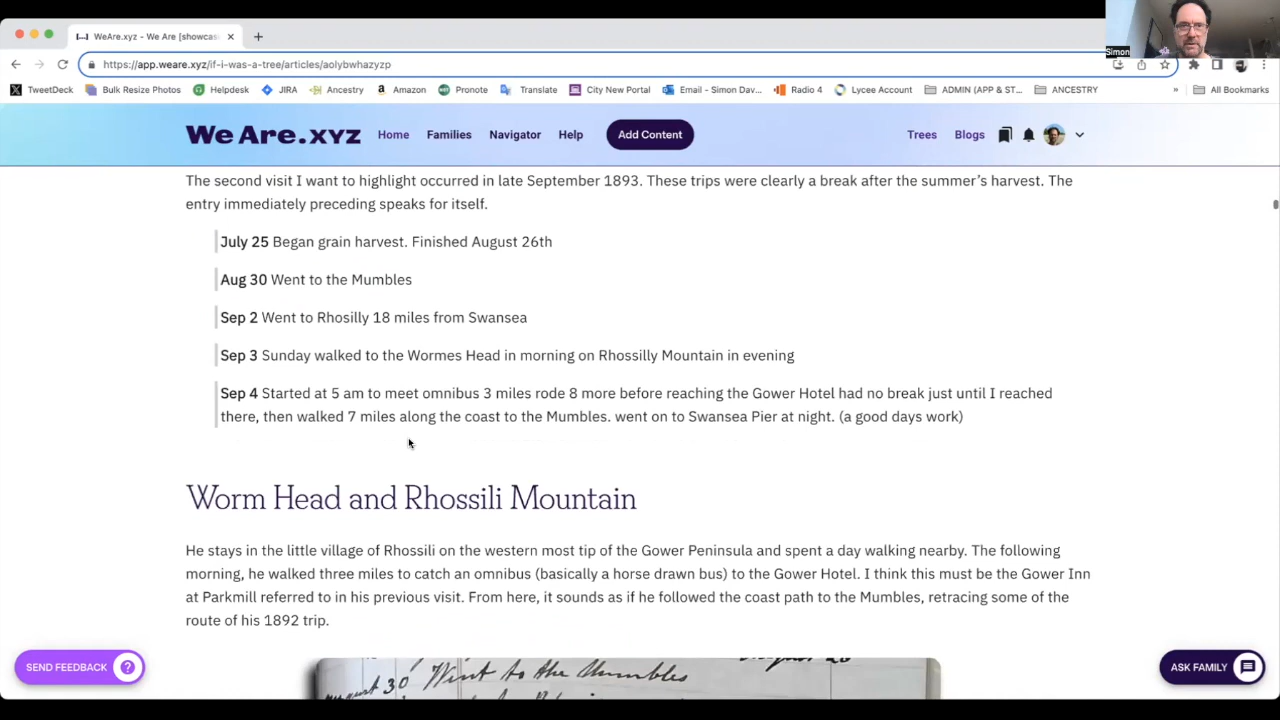 WeAre.xyz - We Are [showcas
Simon
https://app.weare.xyz/if-i-was-a-tree/articles/aolybwhazyzp
TweetDeck Bulk Resize Photos Helpdesk JIRA Ancestry Amazon Pronote Translate City New Portal Email - Simon Dav... Radio 4 Lycee Account ADMIN (APP & ST... ANCESTRY » All Bookmarks
We Are.xyz Home Families Navigator Help Add Content Trees Blogs
The second visit I want to highlight occurred in late September 1893. These trips were clearly a break after the summer’s harvest. The
entry immediately preceding speaks for itself.
July 25 Began grain harvest. Finished August 26th
Aug 30 Went to the Mumbles
Sep 2 Went to Rhosilly 18 miles from Swansea
Sep 3 Sunday walked to the Wormes Head in morning on Rhossilly Mountain in evening
Sep 4 Started at 5 am to meet omnibus 3 miles rode 8 more before reaching the Gower Hotel had no break just until I reached
there, then walked 7 miles along the coast to the Mumbles. went on to Swansea Pier at night. (a good days work)
Worm Head and Rhossili Mountain
He stays in the little village of Rhossili on the western most tip of the Gower Peninsula and spent a day walking nearby. The following
morning, he walked three miles to catch an omnibus (basically a horse drawn bus) to the Gower Hotel. I think this must be the Gower Inn
at Parkmill referred to in his previous visit. From here, it sounds as if he followed the coast path to the Mumbles, retracing some of the
route of his 1892 trip.
August 30 Went to the Mumbles
SEND FEEDBACK ?
ASK FAMILY